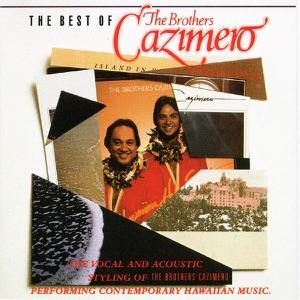 THE BEST OF The Brothers
Cazimero
ISLAND IN
THE BROTHERS CAZIM
Cazimero
THE VOCAL AND ACOUSTIC
STYLING OF THE BROTHERS CAZIMERO
PERFORMING CONTEMPORARY HAWAIIAN MUSIC.